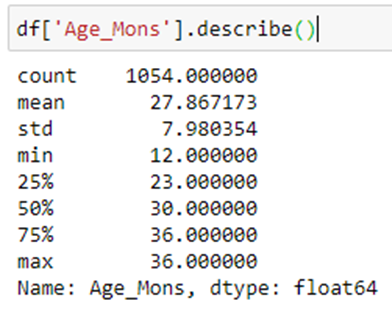 df['Age_Mons'].describe()
count 1054.000000
mean 27.867173
std 7.980354
min 12.000000
25% 23.000000
50% 30.000000
75% 36.000000
max 36.000000
Name: Age_Mons, dtype: float64